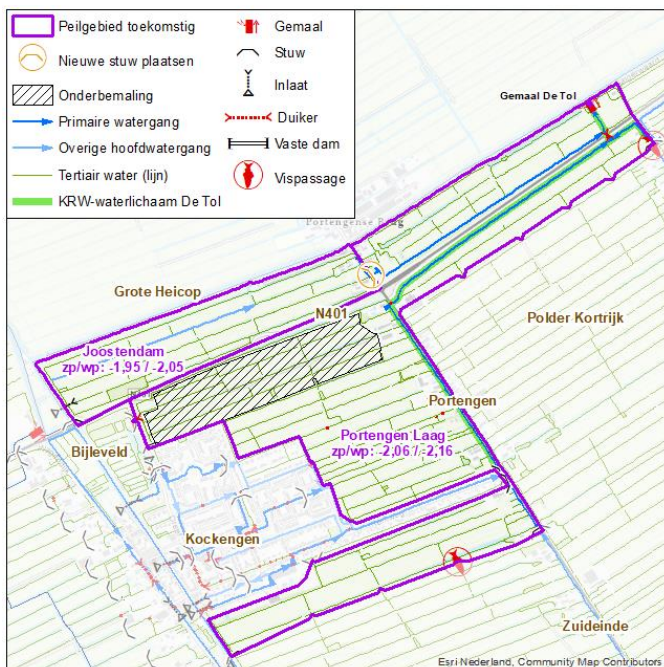 Peilgebied toekomstig
Nieuwe stuw plaatsen
Onderbemaling
Primaire watergang
Overige hoofdwatergang
Tertiair water (lijn)
KRW-waterlichaam De Tol
Gemaal
Stuw
Inlaat
Duiker
Vaste dam
Vispassage
Gemaal De Tol
Portengense Brug
Grote Heicop
N401
Polder Kortrijk
Joostendam
zp/wp: -1,95 / -2,05
Portengen
Portengen Laag
zp/wp: -2,06 / -2,16
Bijleveld
Kockengen
Zuideinde
Esri Nederland, Community Map Contributors